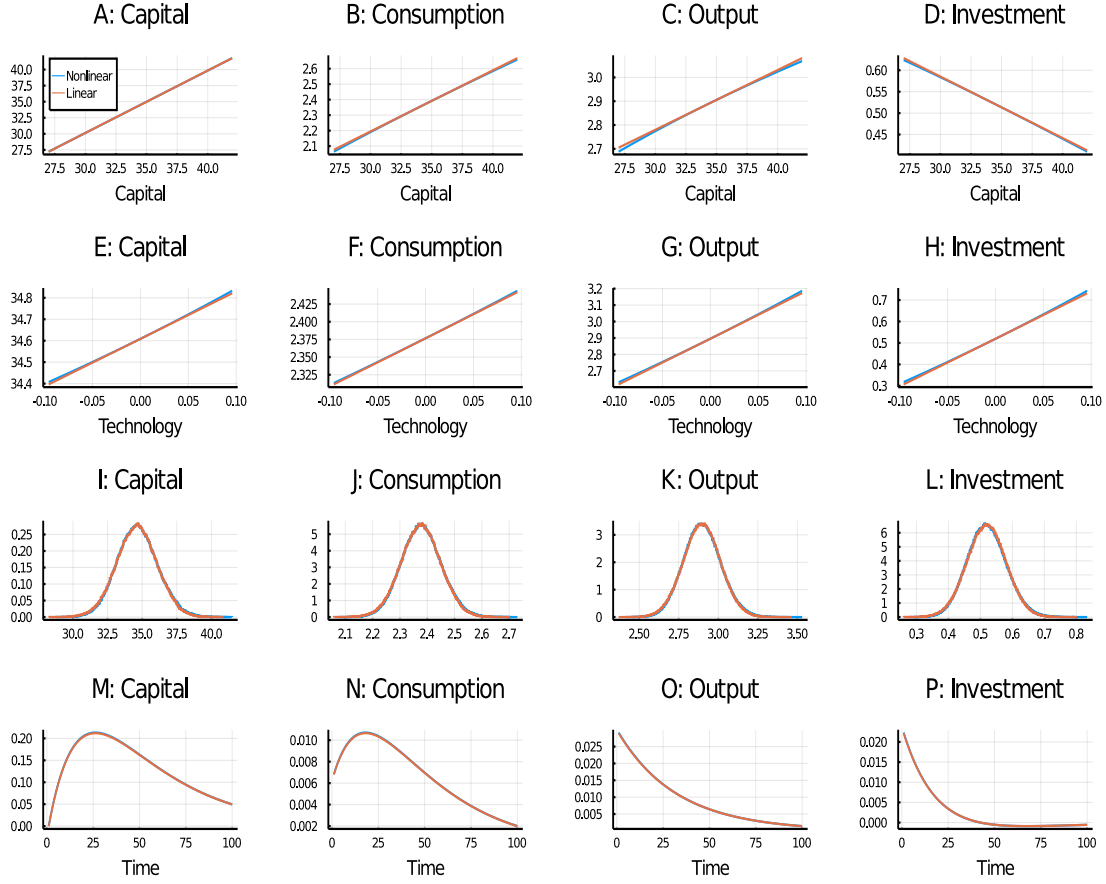 A: Capital
B: Consumption
C: Output
D: Investment
Nonlinear
Linear
40.0
37.5
35.0
32.5
30.0
27.5
27.5 30.0 32.5 35.0 37.5 40.0
Capital
2.6
2.5
2.4
2.3
2.2
2.1
27.5 30.0 32.5 35.0 37.5 40.0
Capital
3.0
2.9
2.8
2.7
27.5 30.0 32.5 35.0 37.5 40.0
Capital
0.60
0.55
0.50
0.45
27.5 30.0 32.5 35.0 37.5 40.0
Capital
E: Capital
F: Consumption
G: Output
H: Investment
34.8
34.7
34.6
34.5
34.4
-0.10 -0.05 0.00 0.05 0.10
Technology
2.425
2.400
2.375
2.350
2.325
-0.10 -0.05 0.00 0.05 0.10
Technology
3.2
3.1
3.0
2.9
2.8
2.7
-0.10 -0.05 0.00 0.05 0.10
Technology
0.7
0.6
0.5
0.4
0.3
-0.10 -0.05 0.00 0.05 0.10
Technology
I: Capital
J: Consumption
K: Output
L: Investment
0.25
0.20
0.15
0.10
0.05
0.00
30.0 32.5 35.0 37.5 40.0
5
4
3
2
1
0
2.1 2.2 2.3 2.4 2.5 2.6 2.7
3
2
1
0
2.50 2.75 3.00 3.25 3.50
6
5
4
3
2
1
0
0.3 0.4 0.5 0.6 0.7 0.8
M: Capital
N: Consumption
O: Output
P: Investment
0.20
0.15
0.10
0.05
0.00
0 25 50 75 100
Time
0.010
0.008
0.006
0.004
0.002
0 25 50 75 100
Time
0.025
0.020
0.015
0.010
0.005
0 25 50 75 100
Time
0.020
0.015
0.010
0.005
0.000
0 25 50 75 100
Time